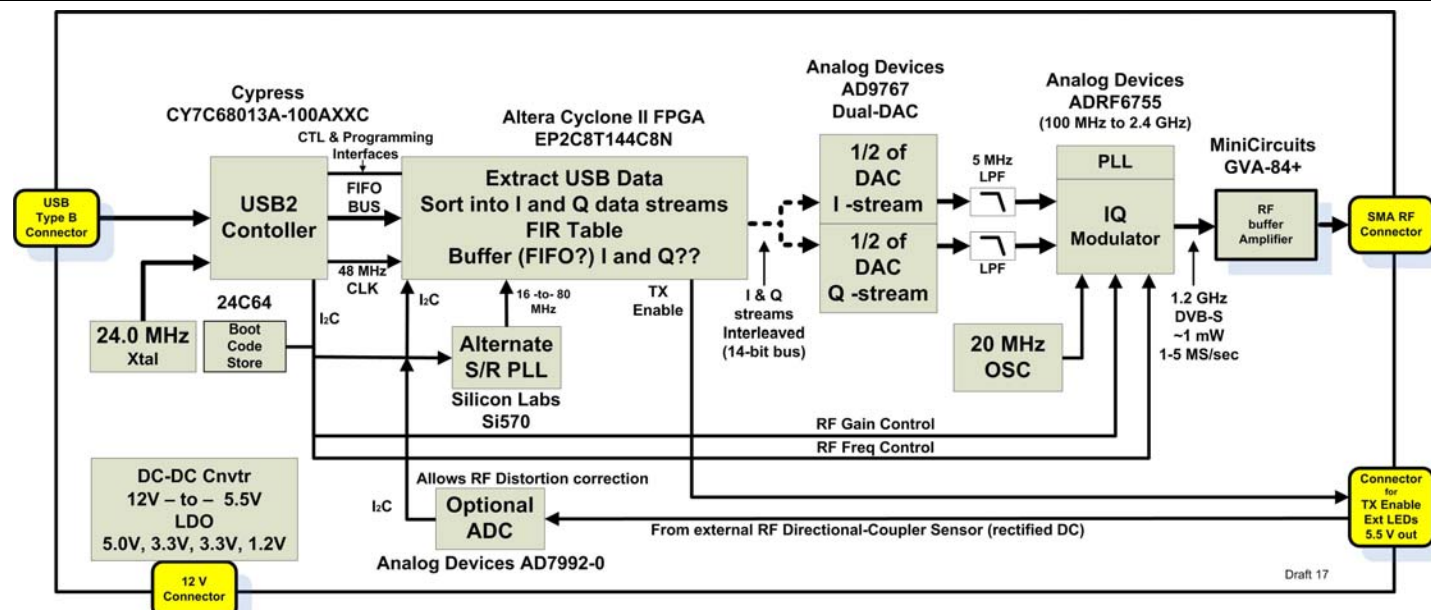 Cypress
CY7C68013A-100AXXC
CTL & Programming
Interfaces
Altera Cyclone II FPGA
EP2C8T144C8N
Analog Devices
AD9767
Dual-DAC
Analog Devices
ADRF6755
(100 MHz to 2.4 GHz)
MiniCircuits
GVA-84+
USB
Type B
Connector
USB2
Contoller
FIFO
BUS
48 MHz
CLK
Extract USB Data
Sort into I and Q data streams
FIR Table
Buffer (FIFO?) I and Q??
1/2 of
DAC
I -stream
1/2 of
DAC
Q -stream
5 MHz
LPF
LPF
PLL
IQ
Modulator
RF
buffer
Amplifier
SMA RF
Connector
24.0 MHz
Xtal
24C64
Boot
Code
Store
I2C
I2C
16 -to- 80
MHz
TX
Enable
I & Q
streams
Interleaved
(14-bit bus)
Alternate
S/R PLL
Silicon Labs
Si570
20 MHz
OSC
1.2 GHz
DVB-S
~1 mW
1-5 MS/sec
RF Gain Control
RF Freq Control
DC-DC Cnvtr
12V – to – 5.5V
LDO
5.0V, 3.3V, 3.3V, 1.2V
12 V
Connector
Allows RF Distortion correction
I2C
Optional
ADC
Analog Devices AD7992-0
From external RF Directional-Coupler Sensor (rectified DC)
Connector
for
TX Enable
Ext LEDs
5.5 V out
Draft 17